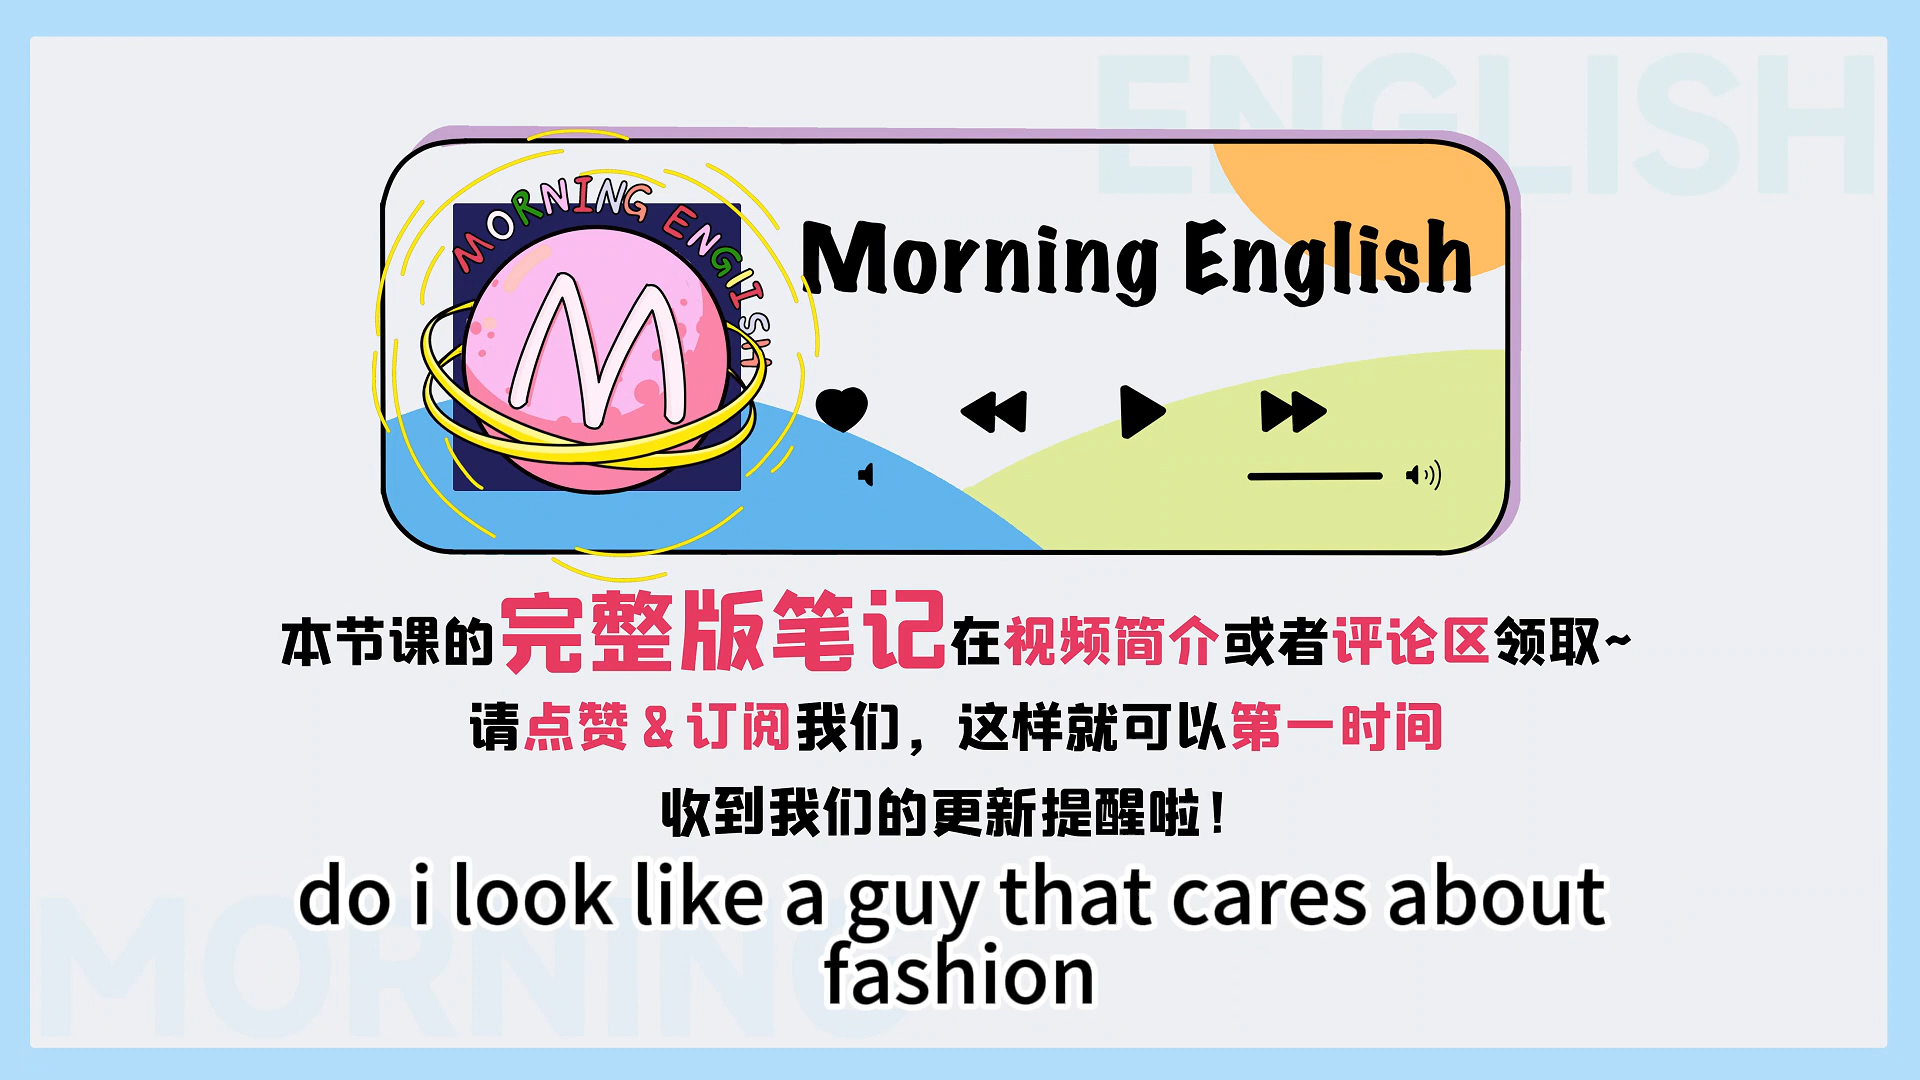 ENGLISH
MORNING ENGLISH
M
Morning English
本节课的完整版笔记在视频简介或者评论区领取~
请点赞&订阅我们，这样就可以第一时间
收到我们的更新提醒啦！
do i look like a guy that cares about
fashion
MORNING